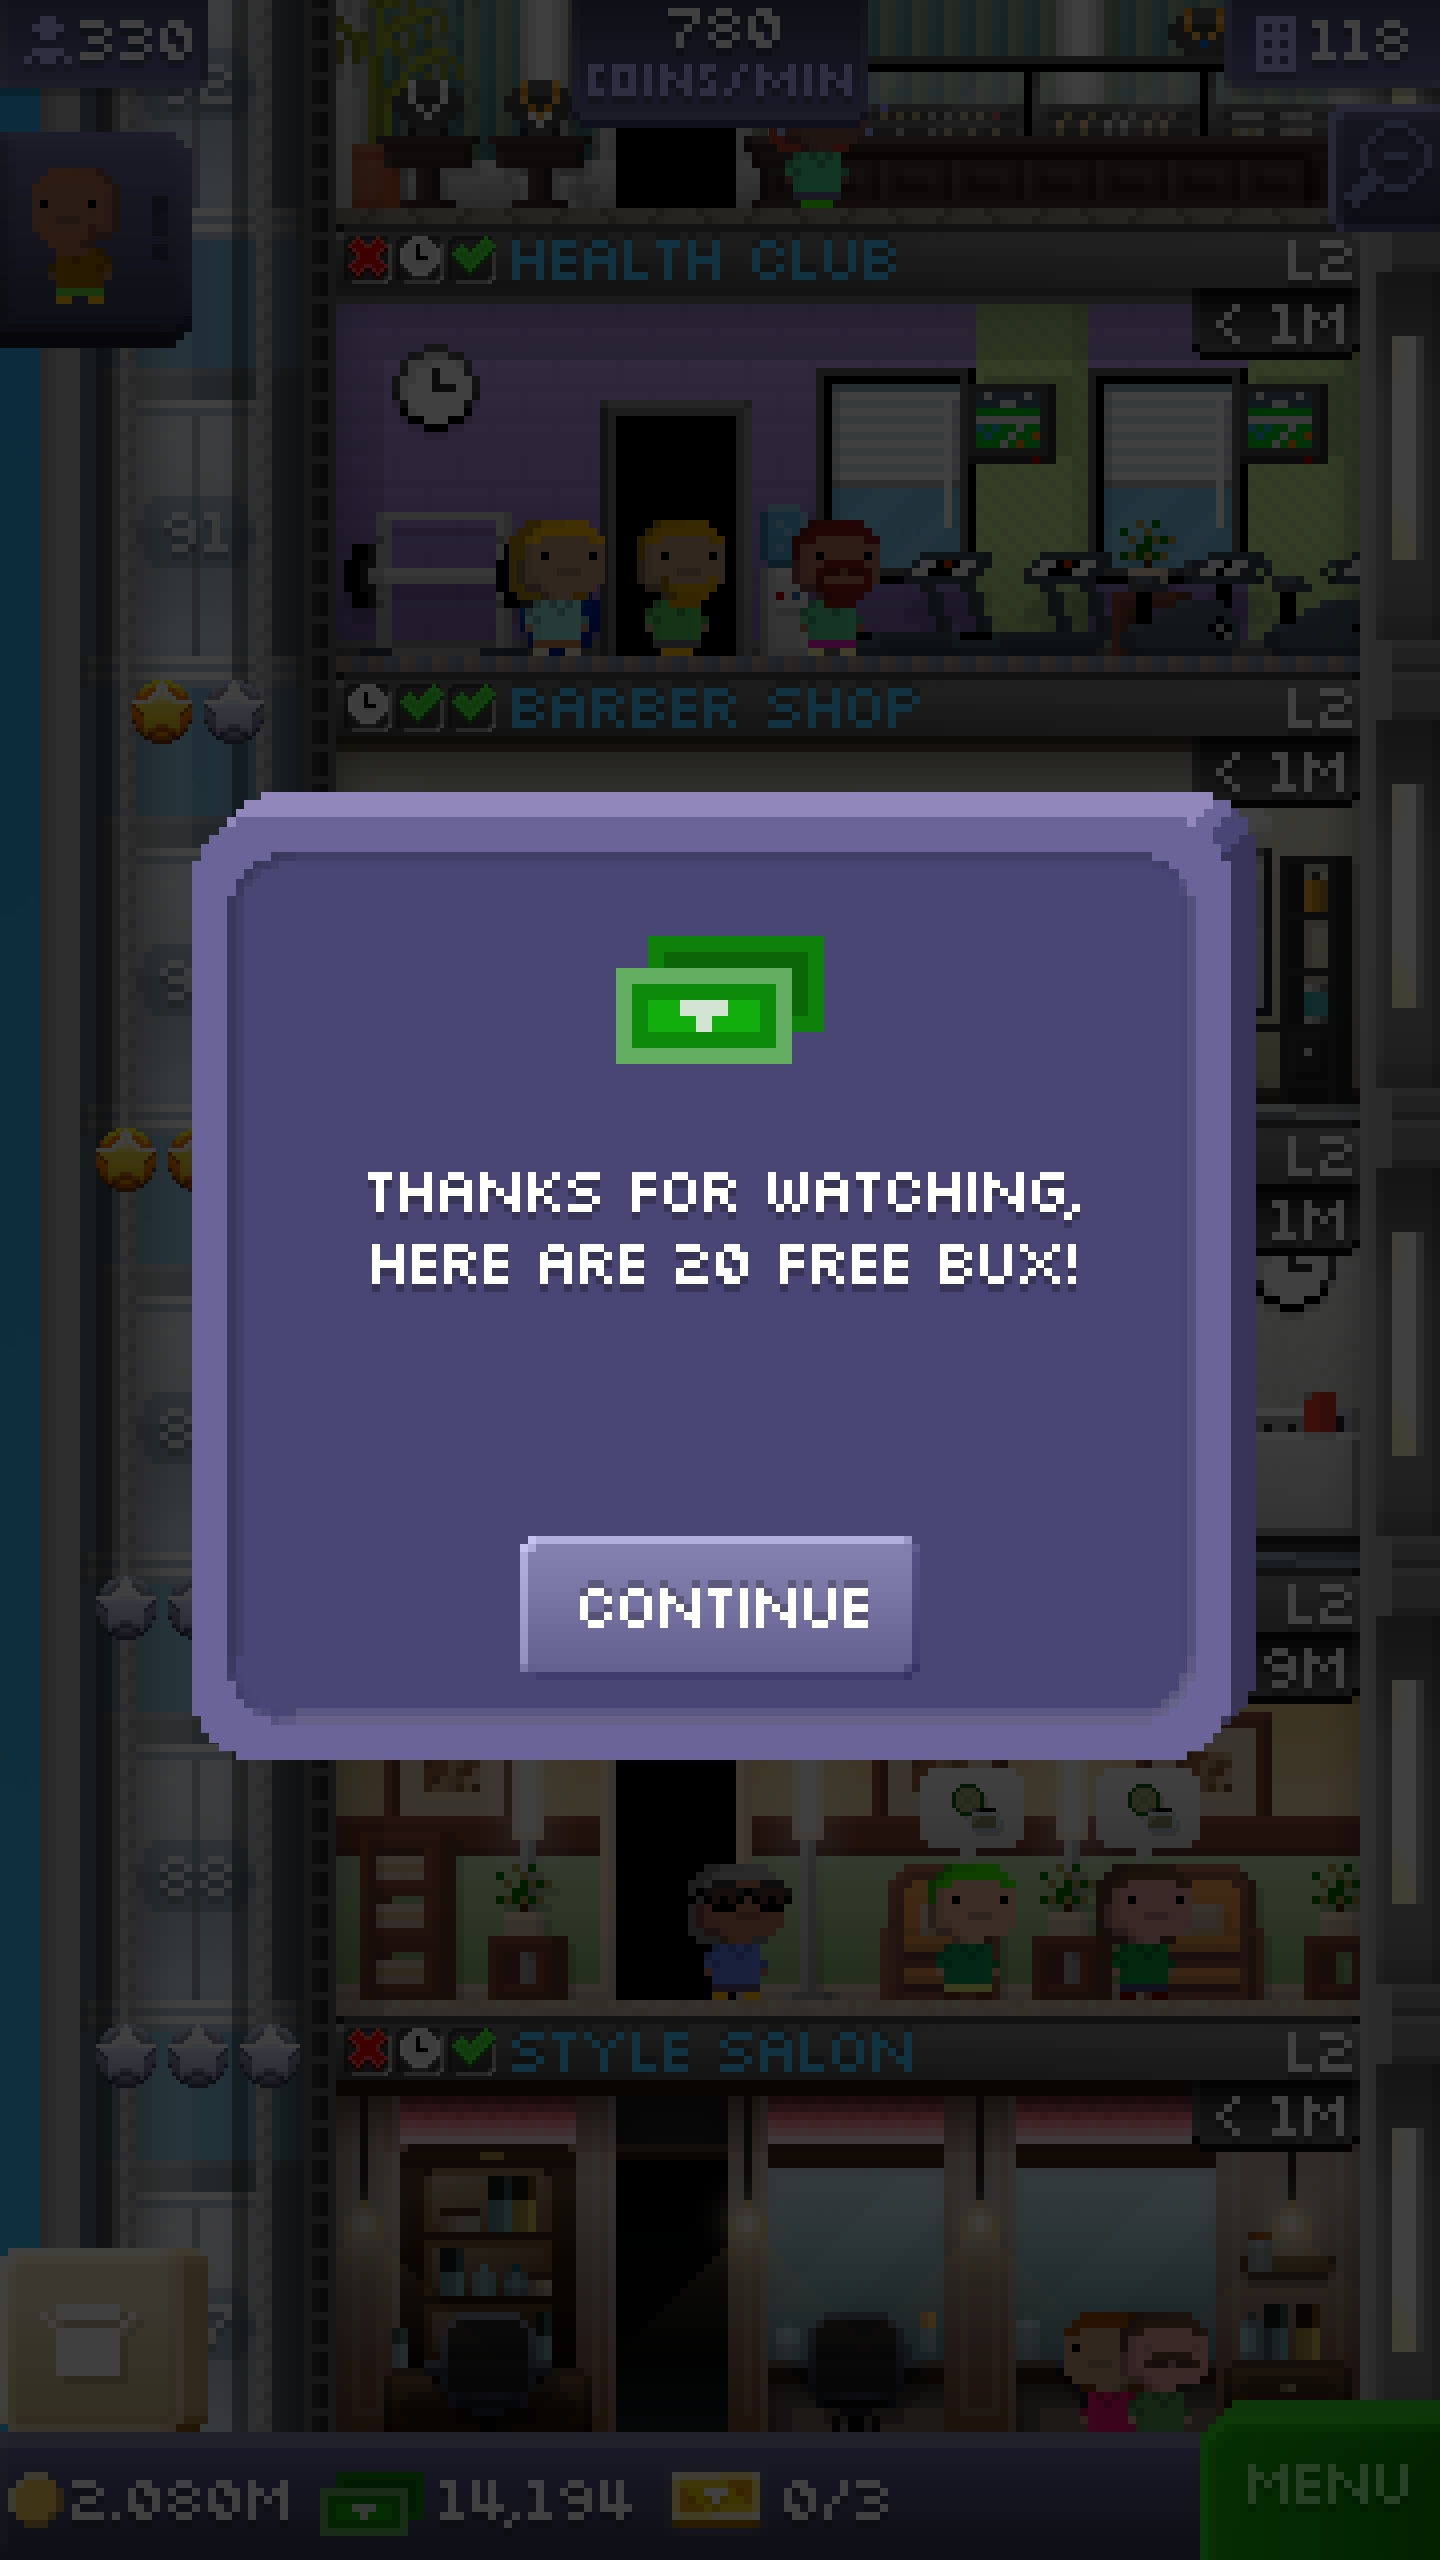 330
780
COINS/MIN
118
HEALTH CLUB
L2
< 1M
91
BARBER SHOP
L2
< 1M
L2
1M
THANKS FOR WATCHING,
HERE ARE 20 FREE BUX!
CONTINUE
L2
9M
88
STYLE SALON
L2
< 1M
2.080M
14,194
0/3
MENU